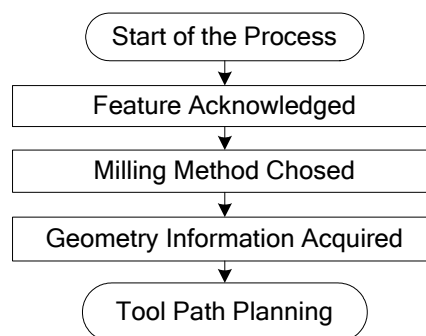 Start of the Process
Feature Acknowledged
Milling Method Chosed
Geometry Information Acquired
Tool Path Planning